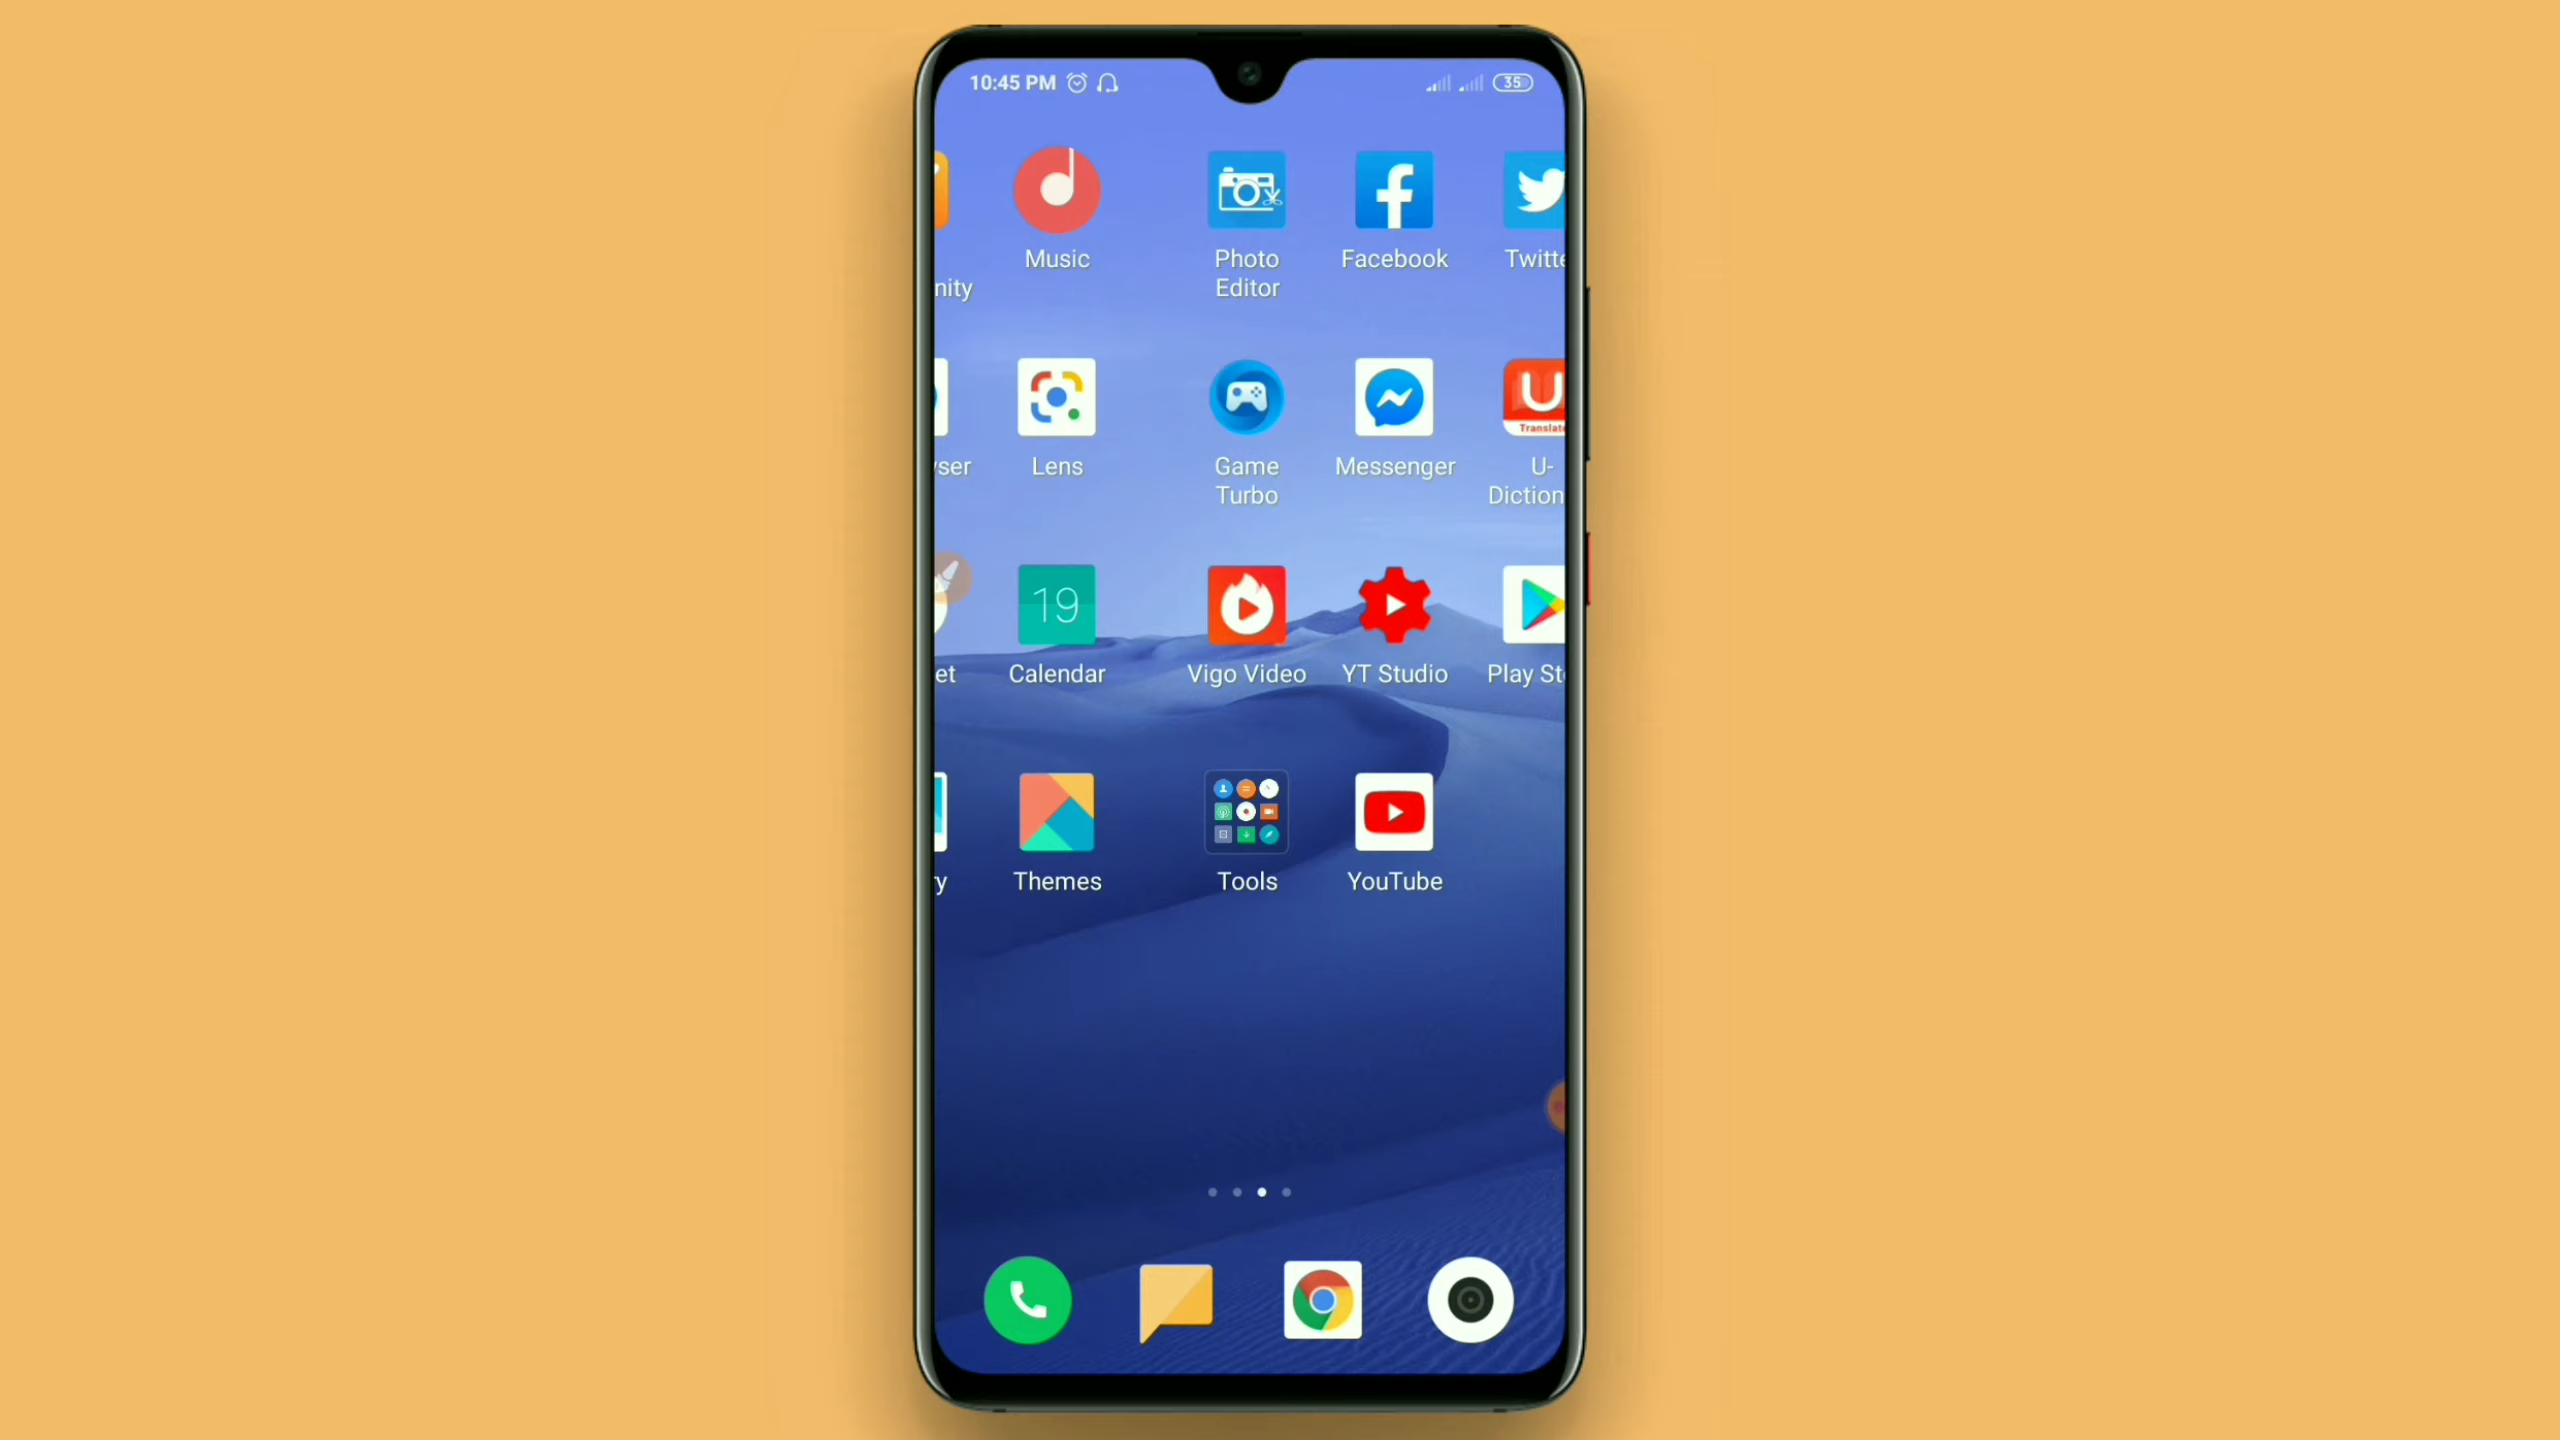 10:45 PM 35
Music
Photo
Editor
Facebook
Twitte
nity
Lens
Game
Turbo
Messenger
U
Translate
U-
Diction
ser
19
et
Calendar
Vigo Video
YT Studio
Play St
y
Themes
Tools
YouTube